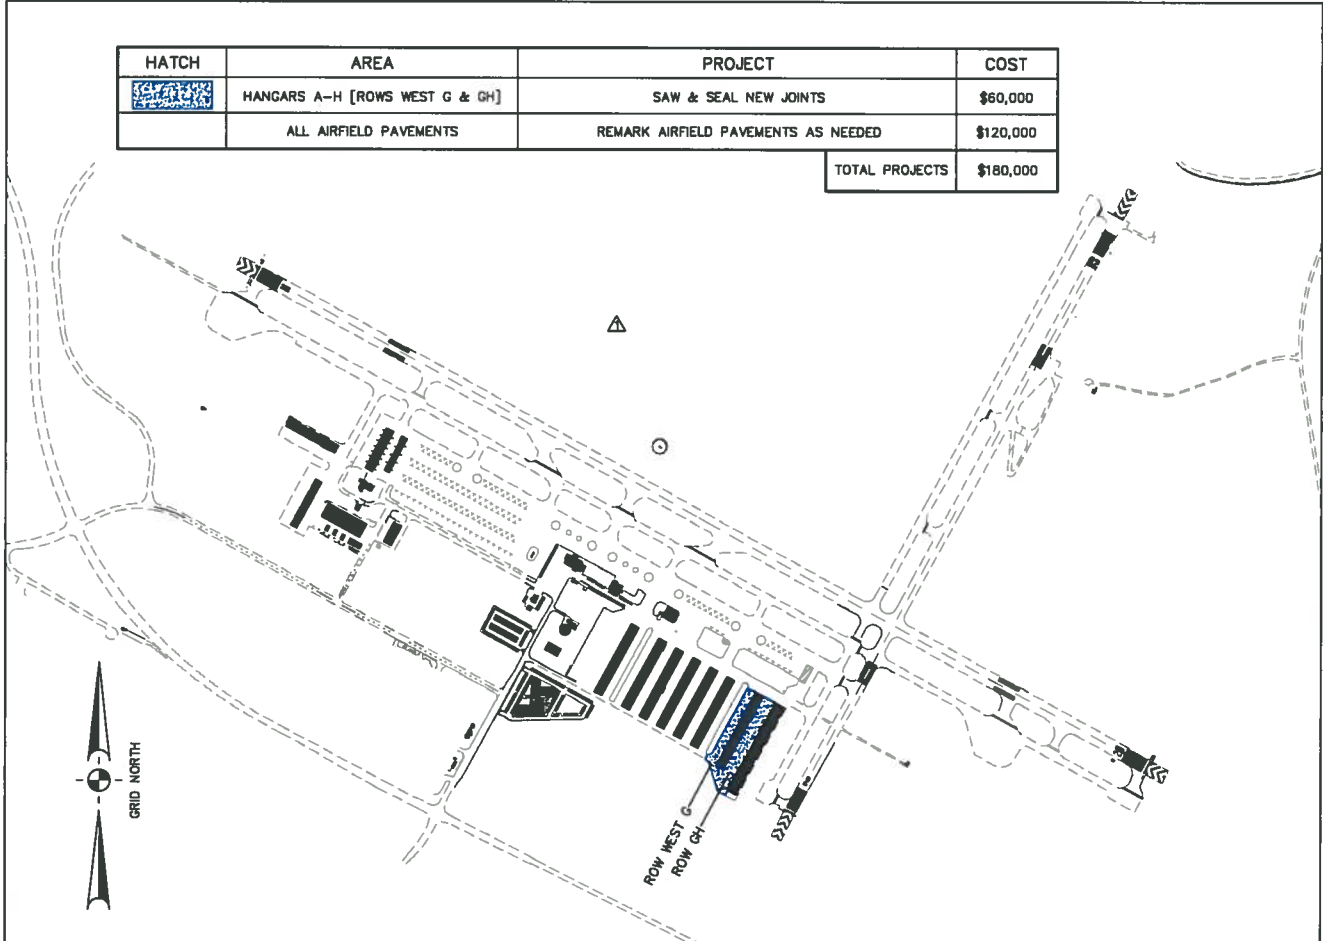 HATCH AREA PROJECT COST
HANGARS A-H [ROWS WEST G & GH] SAW & SEAL NEW JOINTS $60,000
ALL AIRFIELD PAVEMENTS REMARK AIRFIELD PAVEMENTS AS NEEDED $120,000
TOTAL PROJECTS $180,000
GRID NORTH
ROW WEST G
ROW GH